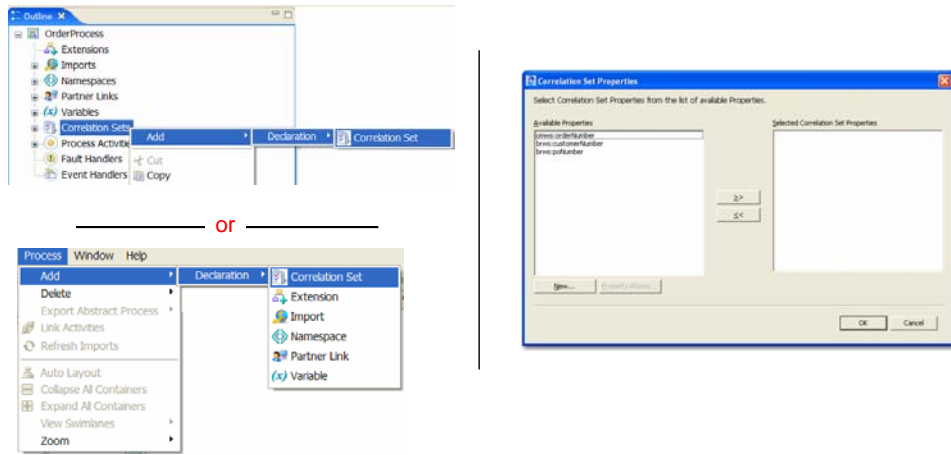 Outline
OrderProcess
Extensions
Imports
Namespaces
Partner Links
(x) Variables
Correlation Sets
Process Activitie
Fault Handlers
Event Handlers
Add
Cut
Copy
Declaration
Correlation Set
or
Process Window Help
Add
Delete
Export Abstract Process
Link Activities
Refresh Imports
Auto Layout
Collapse All Containers
Expand All Containers
View Swimlanes
Zoom
Declaration
Correlation Set
Extension
Import
Namespace
Partner Link
(x) Variable
Correlation Set Properties
Select Correlation Set Properties from the list of available Properties.
Available Properties
omws:orderNumber
brws:customerNumber
brws:poNumber
≥>
≤<
Selected Correlation Set Properties
New...
Property Aliases...
OK
Cancel